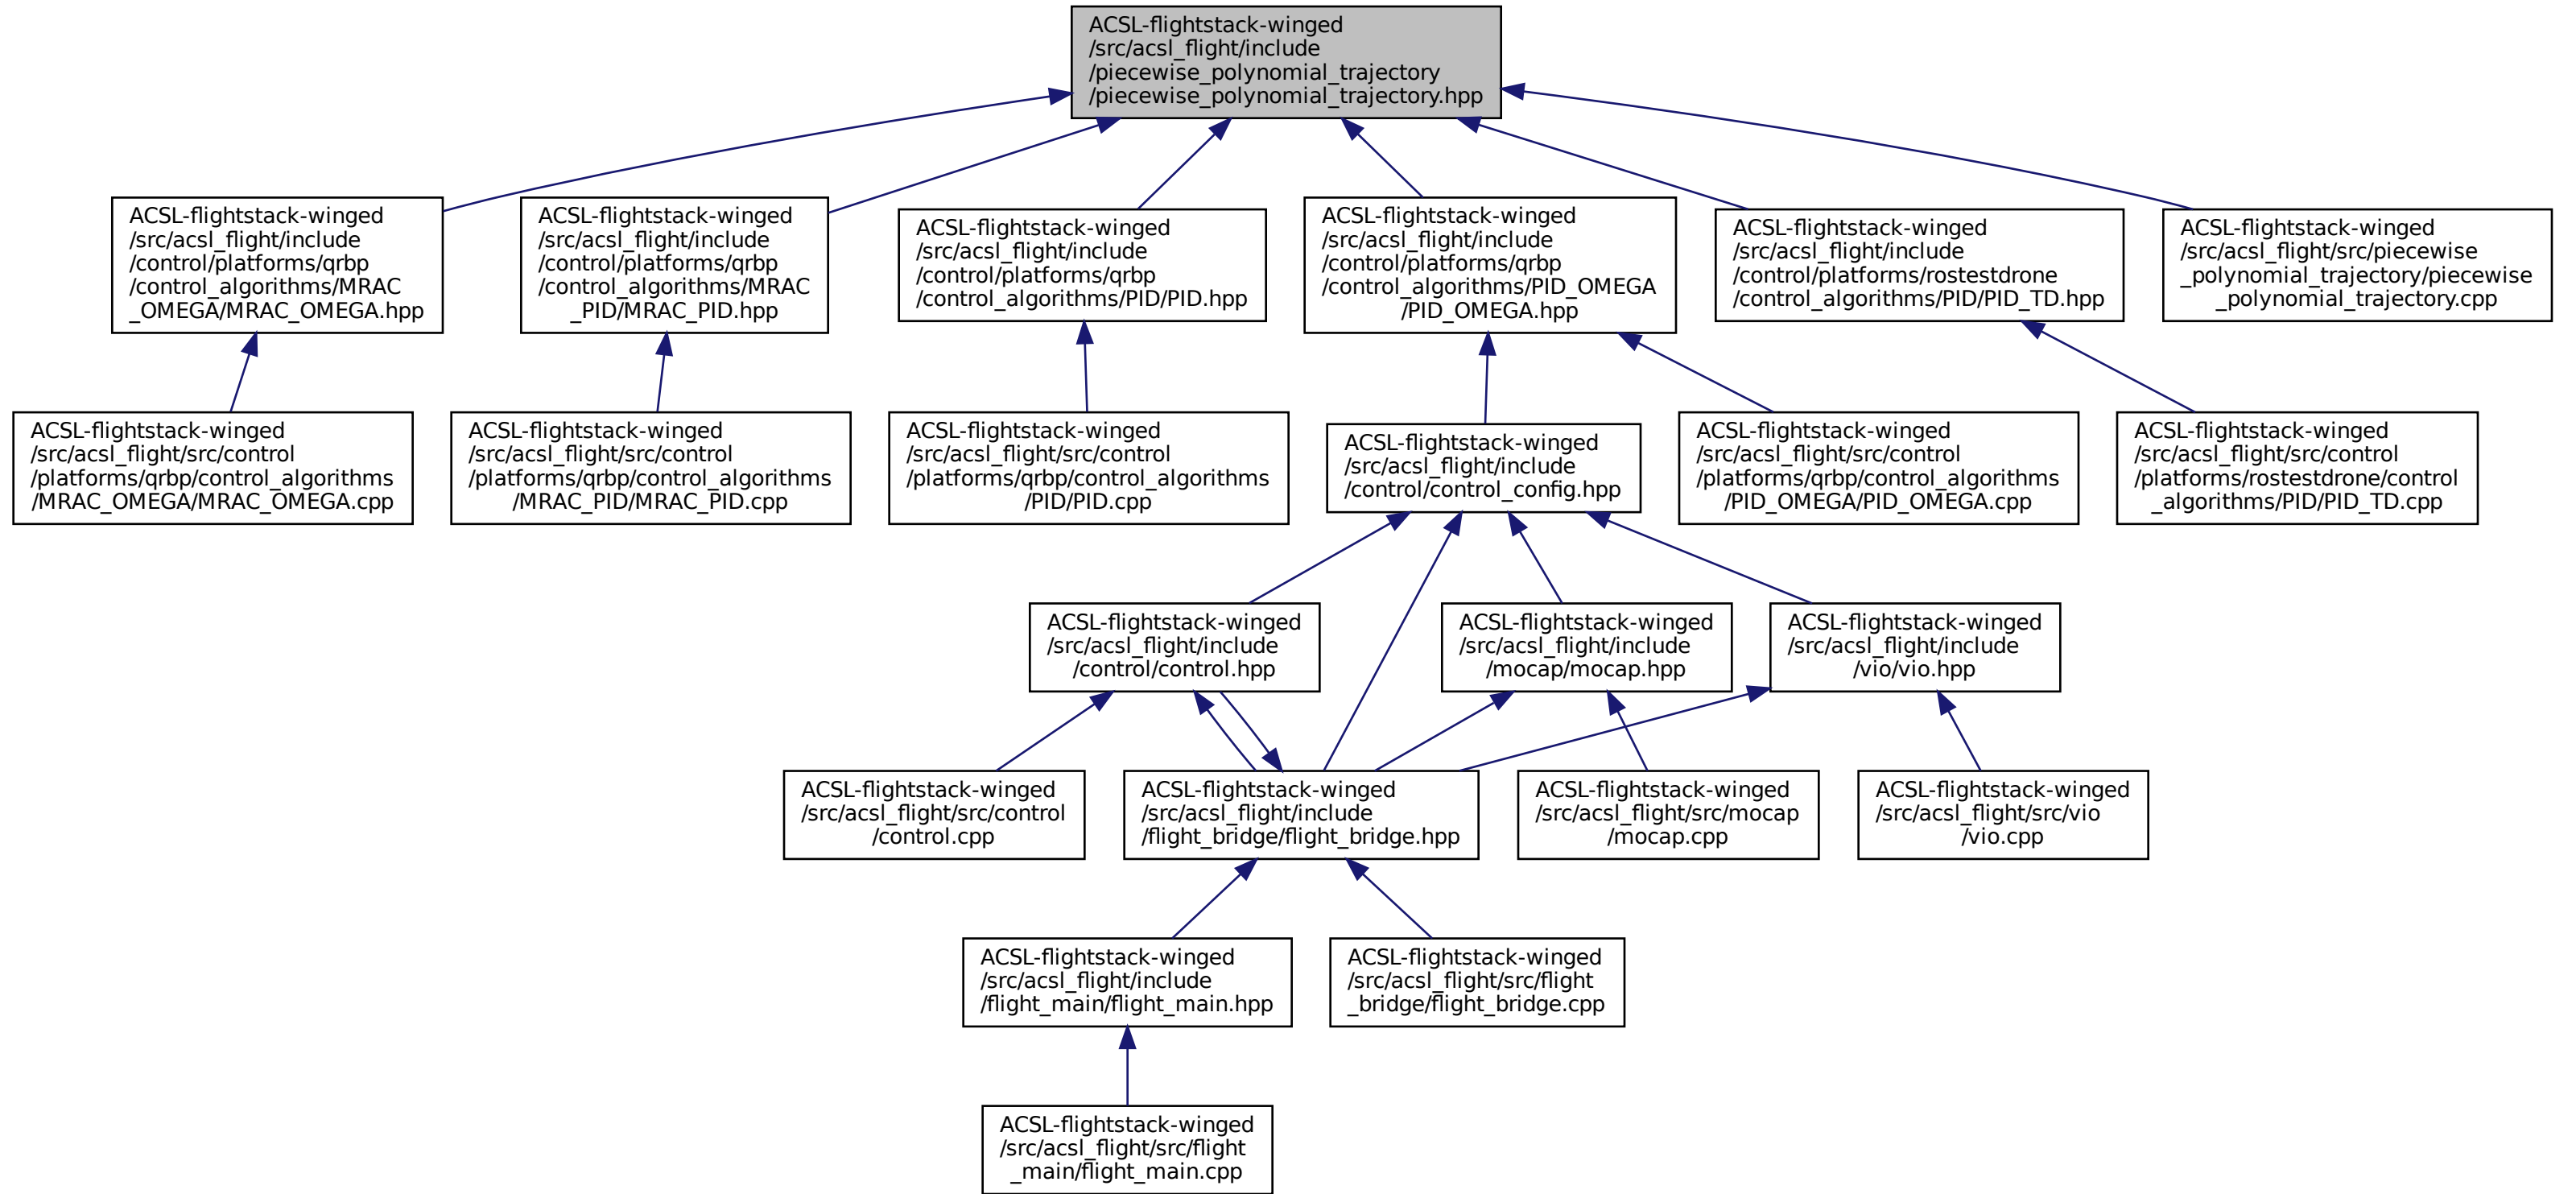 ACSL-flightstack-winged
/src/acsl_flight/include
/piecewise_polynomial_trajectory
/piecewise_polynomial_trajectory.hpp
ACSL-flightstack-winged
/src/acsl_flight/include
/control/platforms/qrbp
/control_algorithms/MRAC
_OMEGA/MRAC_OMEGA.hpp
ACSL-flightstack-winged
/src/acsl_flight/include
/control/platforms/qrbp
/control_algorithms/MRAC
_PID/MRAC_PID.hpp
ACSL-flightstack-winged
/src/acsl_flight/include
/control/platforms/qrbp
/control_algorithms/PID/PID.hpp
ACSL-flightstack-winged
/src/acsl_flight/include
/control/platforms/qrbp
/control_algorithms/PID_OMEGA
/PID_OMEGA.hpp
ACSL-flightstack-winged
/src/acsl_flight/include
/control/platforms/rostestdrone
/control_algorithms/PID/PID_TD.hpp
ACSL-flightstack-winged
/src/acsl_flight/src/piecewise
_polynomial_trajectory/piecewise
_polynomial_trajectory.cpp
ACSL-flightstack-winged
/src/acsl_flight/src/control
/platforms/qrbp/control_algorithms
/MRAC_OMEGA/MRAC_OMEGA.cpp
ACSL-flightstack-winged
/src/acsl_flight/src/control
/platforms/qrbp/control_algorithms
/MRAC_PID/MRAC_PID.cpp
ACSL-flightstack-winged
/src/acsl_flight/src/control
/platforms/qrbp/control_algorithms
/PID/PID.cpp
ACSL-flightstack-winged
/src/acsl_flight/include
/control/control_config.hpp
ACSL-flightstack-winged
/src/acsl_flight/src/control
/platforms/qrbp/control_algorithms
/PID_OMEGA/PID_OMEGA.cpp
ACSL-flightstack-winged
/src/acsl_flight/src/control
/platforms/rostestdrone/control
_algorithms/PID/PID_TD.cpp
ACSL-flightstack-winged
/src/acsl_flight/include
/control/control.hpp
ACSL-flightstack-winged
/src/acsl_flight/include
/mocap/mocap.hpp
ACSL-flightstack-winged
/src/acsl_flight/include
/vio/vio.hpp
ACSL-flightstack-winged
/src/acsl_flight/src/control
/control.cpp
ACSL-flightstack-winged
/src/acsl_flight/include
/flight_bridge/flight_bridge.hpp
ACSL-flightstack-winged
/src/acsl_flight/src/mocap
/mocap.cpp
ACSL-flightstack-winged
/src/acsl_flight/src/vio
/vio.cpp
ACSL-flightstack-winged
/src/acsl_flight/include
/flight_main/flight_main.hpp
ACSL-flightstack-winged
/src/acsl_flight/src/flight
_bridge/flight_bridge.cpp
ACSL-flightstack-winged
/src/acsl_flight/src/flight
_main/flight_main.cpp